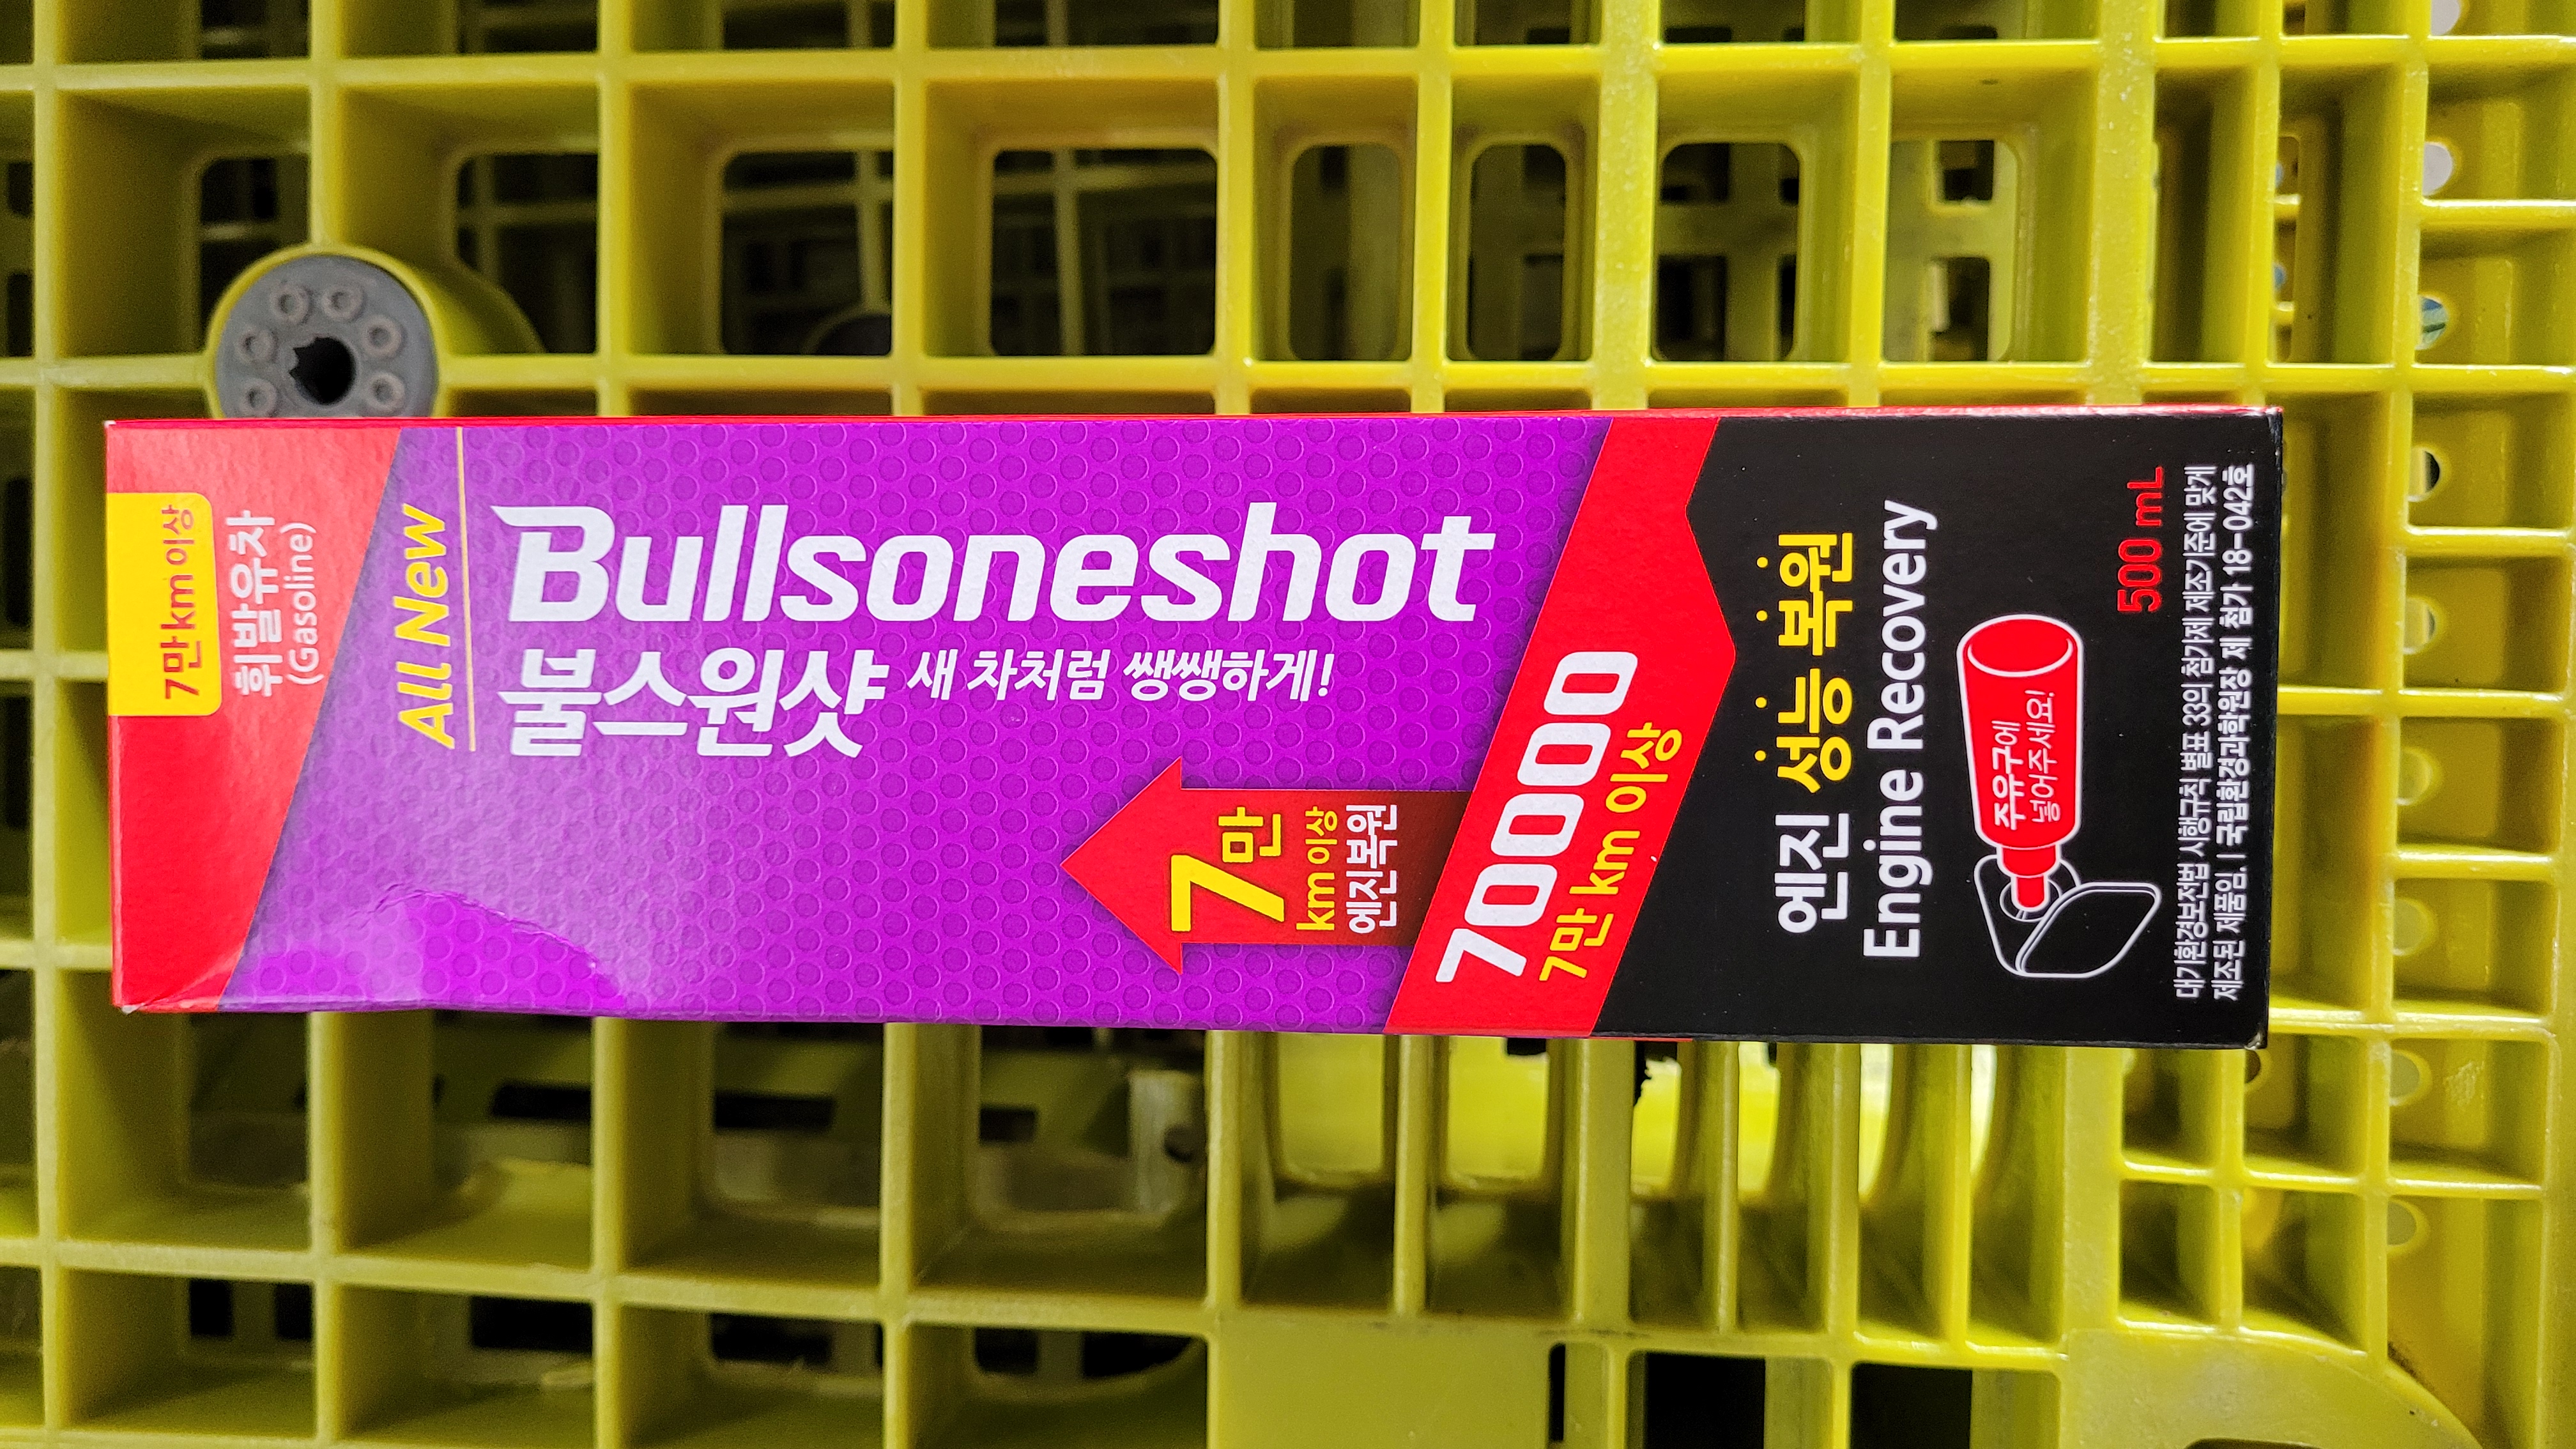 7만 km 이상
휘발유차
(Gasoline)
All New
Bullsoneshot
불스원샷 새 차처럼 쌩쌩하게!
7만
km 이상
엔진복원
70000
7만 km 이상
엔진 성능 복원
Engine Recovery
주유구에
넣어주세요!
500 mL
대기환경보전법 시행규칙 별표 33의 첨가제 제조기준에 맞게
제조된 제품임. | 국립환경과학원장 제 첨가 18-042호